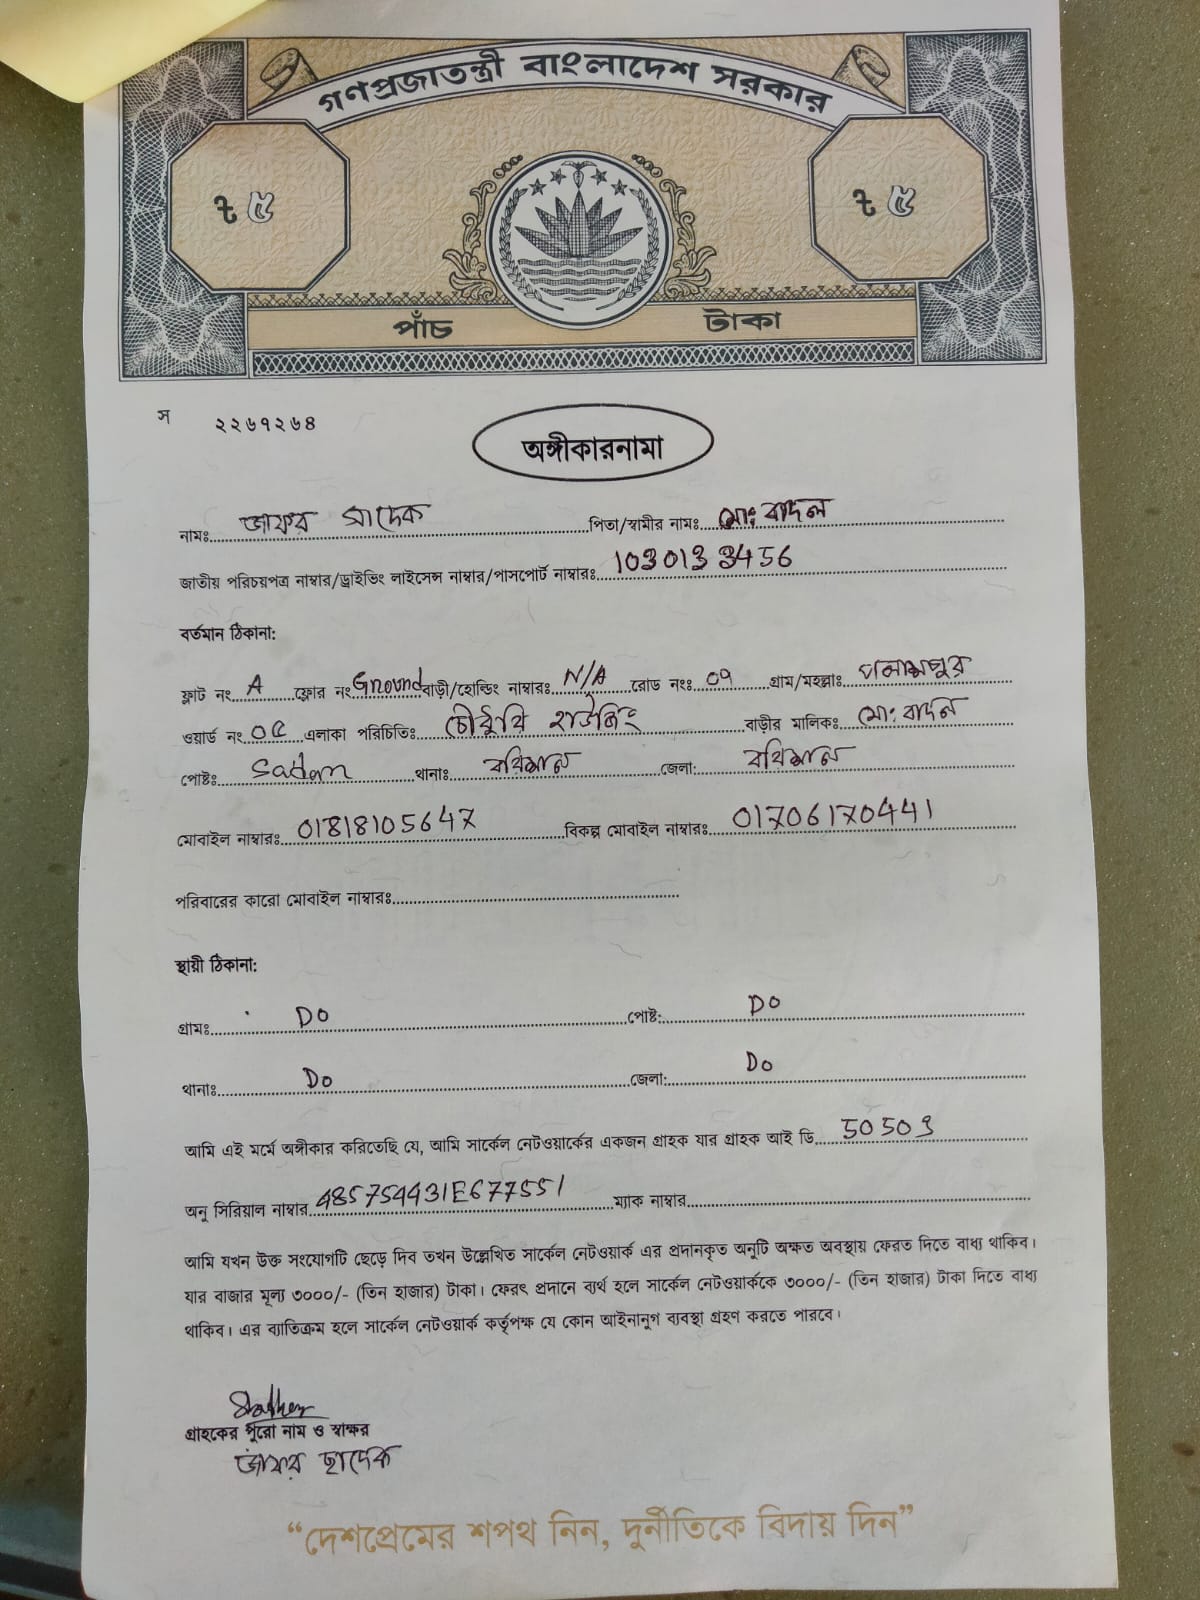 গণপ্রজাতন্ত্রী বাংলাদেশ সরকার
৳ ৫ ৳ ৫
পাঁচ টাকা
স ২২৬৭২৬৪
অঙ্গীকারনামা
নামঃ জাফর সাদেক পিতা/স্বামীর নামঃ মোঃ বাদল
জাতীয় পরিচয়পত্র নাম্বার/ড্রাইভিং লাইসেন্স নাম্বার/পাসপোর্ট নাম্বারঃ 1030133456
বর্তমান ঠিকানা:
ফ্লাট নং A ফ্লোর নং Ground বাড়ী/হোল্ডিং নাম্বারঃ N/A রোড নংঃ ০৭ গ্রাম/মহল্লাঃ
ওয়ার্ড নং ০৫ এলাকা পরিচিতিঃ চৌধুরি হাউজিং বাড়ীর মালিক: মো: বাদল
পোষ্টঃ Sadar থানাঃ বরিশাল জেলা: বরিশাল
মোবাইল নাম্বারঃ 01818105647 বিকল্প মোবাইল নাম্বারঃ 01706170441
পরিবারের কারো মোবাইল নাম্বারঃ
স্থায়ী ঠিকানা:
গ্রামঃ Do পোষ্ট: Do
থানাঃ Do জেলা: Do
আমি এই মর্মে অঙ্গীকার করিতেছি যে, আমি সার্কেল নেটওয়ার্কের একজন গ্রাহক যার গ্রাহক আই ডি 50503
অনু সিরিয়াল নাম্বার 485754431E677551 ম্যাক নাম্বার
আমি যখন উক্ত সংযোগটি ছেড়ে দিব তখন উল্লেখিত সার্কেল নেটওয়ার্ক এর প্রদানকৃত অনুটি অক্ষত অবস্থায় ফেরত দিতে বাধ্য থাকিব।
যার বাজার মূল্য ৩০০০/- (তিন হাজার) টাকা। ফেরৎ প্রদানে ব্যর্থ হলে সার্কেল নেটওয়ার্ককে ৩০০০/- (তিন হাজার) টাকা দিতে বাধ্য
থাকিব। এর ব্যতিক্রম হলে সার্কেল নেটওয়ার্ক কর্তৃপক্ষ যে কোন আইনানুগ ব্যবস্থা গ্রহণ করতে পারবে।
গ্রাহকের পুরো নাম ও স্বাক্ষর
জাফর ছাদেক
“দেশপ্রেমের শপথ নিন, দুর্নীতিকে বিদায় দিন”